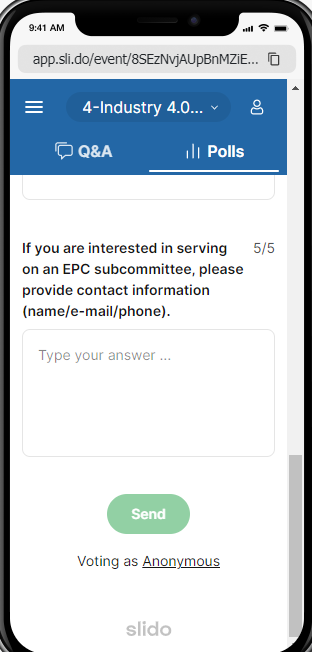 9:41 AM
app.sli.do/event/8SEzNvjAUpBnMZiE...
4-Industry 4.0...
Q&A
Polls
If you are interested in serving 5/5
on an EPC subcommittee, please
provide contact information
(name/e-mail/phone).
Type your answer ...
Send
Voting as Anonymous
slido